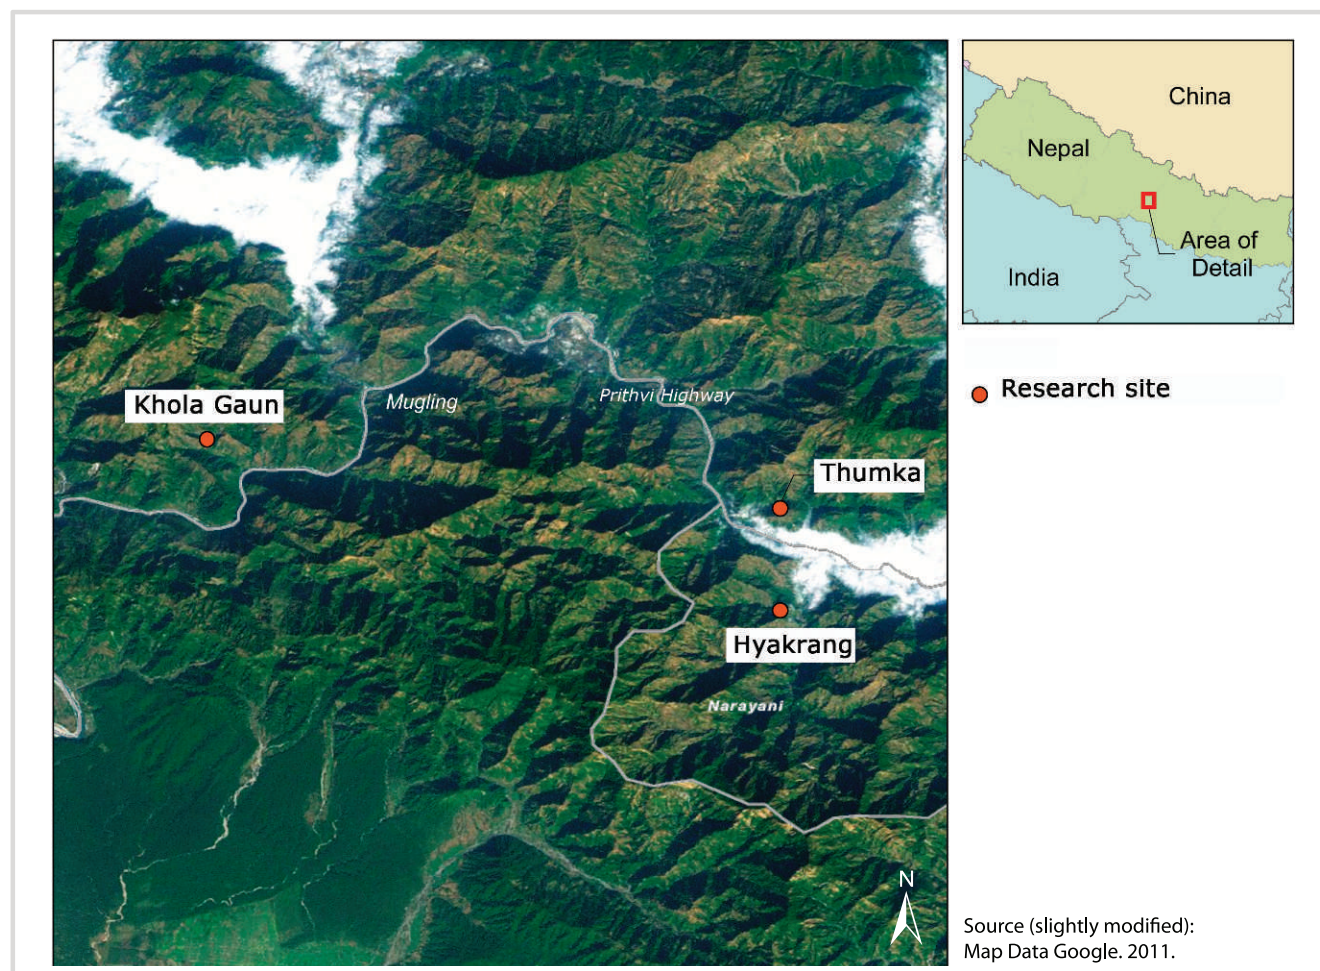 China
Nepal
Area of
Detail
India
Research site
Khola Gaun
Mugling
Prithvi Highway
Thumka
Hyakrang
Narayani
N
Source (slightly modified):
Map Data Google. 2011.